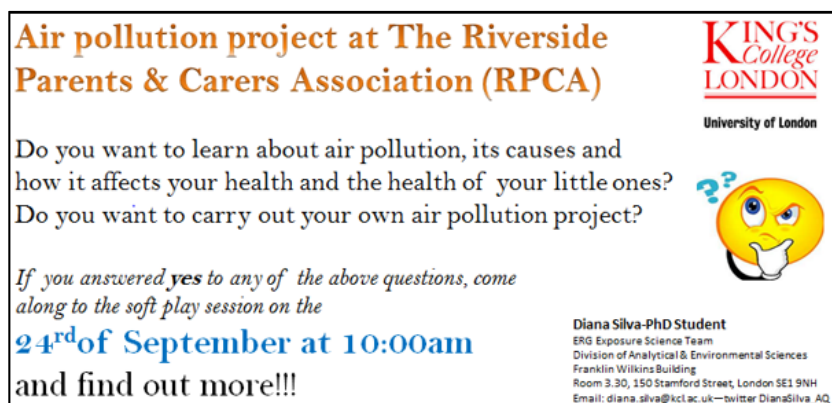 Air pollution project at The Riverside
Parents & Carers Association (RPCA)
KING'S
College
LONDON
University of London
Do you want to learn about air pollution, its causes and
how it affects your health and the health of your little ones?
Do you want to carry out your own air pollution project?
??
If you answered yes to any of the above questions, come
along to the soft play session on the
24rd of September at 10:00am
and find out more!!!
Diana Silva-PhD Student
ERG Exposure Science Team
Division of Analytical & Environmental Sciences
Franklin Wilkins Building
Room 3.30, 150 Stamford Street, London SE1 9NH
Email: diana.silva@kcl.ac.uk—twitter DianaSilva_AQ